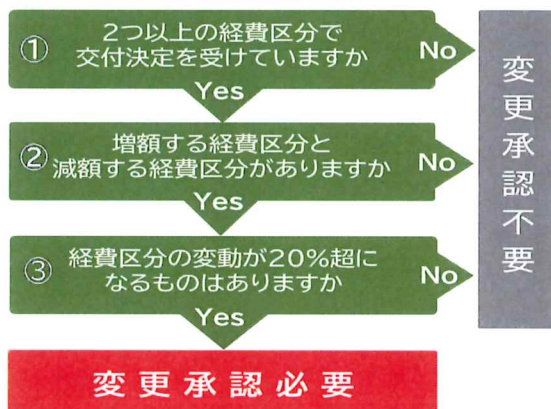 ① 2つ以上の経費区分で
交付決定を受けていますか
No
Yes
② 増額する経費区分と
減額する経費区分がありますか
No
Yes
③ 経費区分の変動が20%超に
なるものはありますか
No
Yes
変更承認不要
変更承認必要